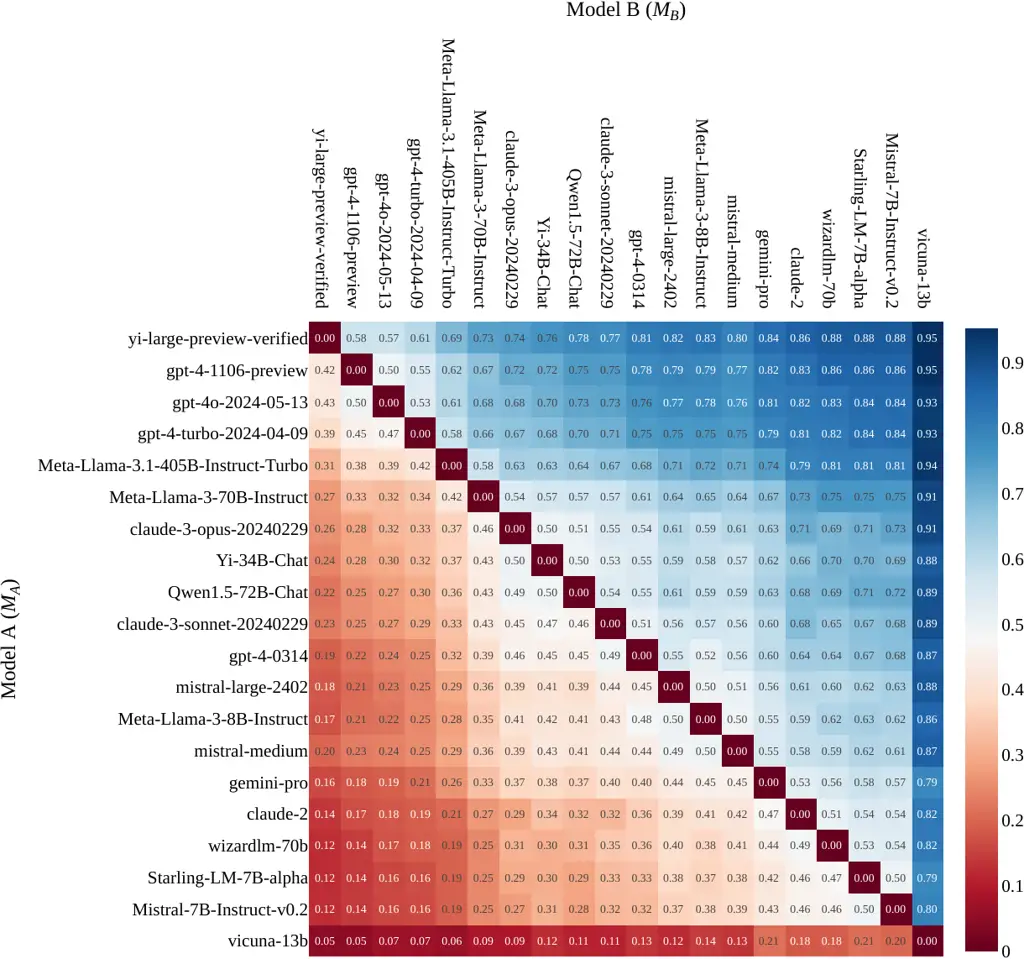 Model B (M_B)
yi-large-preview-verified
gpt-4-1106-preview
gpt-4o-2024-05-13
gpt-4-turbo-2024-04-09
Meta-Llama-3.1-405B-Instruct-Turbo
Meta-Llama-3-70B-Instruct
claude-3-opus-20240229
Yi-34B-Chat
Qwen1.5-72B-Chat
claude-3-sonnet-20240229
gpt-4-0314
mistral-large-2402
Meta-Llama-3-8B-Instruct
mistral-medium
gemini-pro
claude-2
wizardlm-70b
Starling-LM-7B-alpha
Mistral-7B-Instruct-v0.2
vicuna-13b
Model A (M_A)
yi-large-preview-verified 0.00 0.58 0.57 0.61 0.69 0.73 0.74 0.76 0.78 0.77 0.81 0.82 0.83 0.80 0.84 0.86 0.88 0.88 0.88 0.95
gpt-4-1106-preview 0.42 0.00 0.50 0.55 0.62 0.67 0.72 0.72 0.75 0.75 0.78 0.79 0.79 0.77 0.82 0.83 0.86 0.86 0.86 0.95
gpt-4o-2024-05-13 0.43 0.50 0.00 0.53 0.61 0.68 0.68 0.70 0.73 0.73 0.76 0.77 0.78 0.76 0.81 0.82 0.83 0.84 0.84 0.93
gpt-4-turbo-2024-04-09 0.39 0.45 0.47 0.00 0.58 0.66 0.67 0.68 0.70 0.71 0.75 0.75 0.75 0.75 0.79 0.81 0.82 0.84 0.84 0.93
Meta-Llama-3.1-405B-Instruct-Turbo 0.31 0.38 0.39 0.42 0.00 0.58 0.63 0.63 0.64 0.67 0.68 0.71 0.72 0.71 0.74 0.79 0.81 0.81 0.81 0.94
Meta-Llama-3-70B-Instruct 0.27 0.33 0.32 0.34 0.42 0.00 0.54 0.57 0.57 0.57 0.61 0.64 0.65 0.64 0.67 0.73 0.75 0.75 0.75 0.91
claude-3-opus-20240229 0.26 0.28 0.32 0.33 0.37 0.46 0.00 0.50 0.51 0.55 0.54 0.61 0.59 0.61 0.63 0.71 0.69 0.71 0.73 0.91
Yi-34B-Chat 0.24 0.28 0.30 0.32 0.37 0.43 0.50 0.00 0.50 0.53 0.55 0.59 0.58 0.57 0.62 0.66 0.70 0.70 0.69 0.88
Qwen1.5-72B-Chat 0.22 0.25 0.27 0.30 0.36 0.43 0.49 0.50 0.00 0.54 0.55 0.61 0.59 0.59 0.63 0.68 0.69 0.71 0.72 0.89
claude-3-sonnet-20240229 0.23 0.25 0.27 0.29 0.33 0.43 0.45 0.47 0.46 0.00 0.51 0.56 0.57 0.56 0.60 0.68 0.65 0.67 0.68 0.89
gpt-4-0314 0.19 0.22 0.24 0.25 0.32 0.39 0.46 0.45 0.45 0.49 0.00 0.55 0.52 0.56 0.60 0.64 0.64 0.67 0.68 0.87
mistral-large-2402 0.18 0.21 0.23 0.25 0.29 0.36 0.39 0.41 0.39 0.44 0.45 0.00 0.50 0.51 0.56 0.61 0.60 0.62 0.63 0.88
Meta-Llama-3-8B-Instruct 0.17 0.21 0.22 0.25 0.28 0.35 0.41 0.42 0.41 0.43 0.48 0.50 0.00 0.50 0.55 0.59 0.62 0.63 0.62 0.86
mistral-medium 0.20 0.23 0.24 0.25 0.29 0.36 0.39 0.43 0.41 0.44 0.44 0.49 0.50 0.00 0.55 0.58 0.59 0.62 0.61 0.87
gemini-pro 0.16 0.18 0.19 0.21 0.26 0.33 0.37 0.38 0.37 0.40 0.40 0.44 0.45 0.45 0.00 0.53 0.56 0.58 0.57 0.79
claude-2 0.14 0.17 0.18 0.19 0.21 0.27 0.29 0.34 0.32 0.32 0.36 0.39 0.41 0.42 0.47 0.00 0.51 0.54 0.54 0.82
wizardlm-70b 0.12 0.14 0.17 0.18 0.19 0.25 0.31 0.30 0.31 0.35 0.36 0.40 0.38 0.41 0.44 0.49 0.00 0.53 0.54 0.82
Starling-LM-7B-alpha 0.12 0.14 0.16 0.16 0.19 0.25 0.29 0.30 0.29 0.33 0.33 0.38 0.37 0.38 0.42 0.46 0.47 0.00 0.50 0.79
Mistral-7B-Instruct-v0.2 0.12 0.14 0.16 0.16 0.19 0.25 0.27 0.31 0.28 0.32 0.32 0.37 0.38 0.39 0.43 0.46 0.46 0.50 0.00 0.80
vicuna-13b 0.05 0.05 0.07 0.07 0.06 0.09 0.09 0.12 0.11 0.11 0.13 0.12 0.14 0.13 0.21 0.18 0.18 0.21 0.20 0.00
0.9
0.8
0.7
0.6
0.5
0.4
0.3
0.2
0.1
0